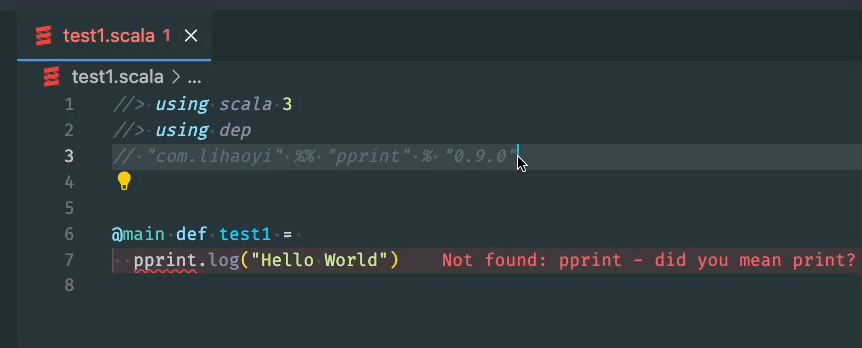 test1.scala 1 ×
test1.scala > ...
1 //> using scala 3
2 //> using dep
3 // "com.lihaoyi" %% "pprint" % "0.9.0"
4
5
6 @main def test1 =
7 pprint.log("Hello World") Not found: pprint - did you mean print?
8